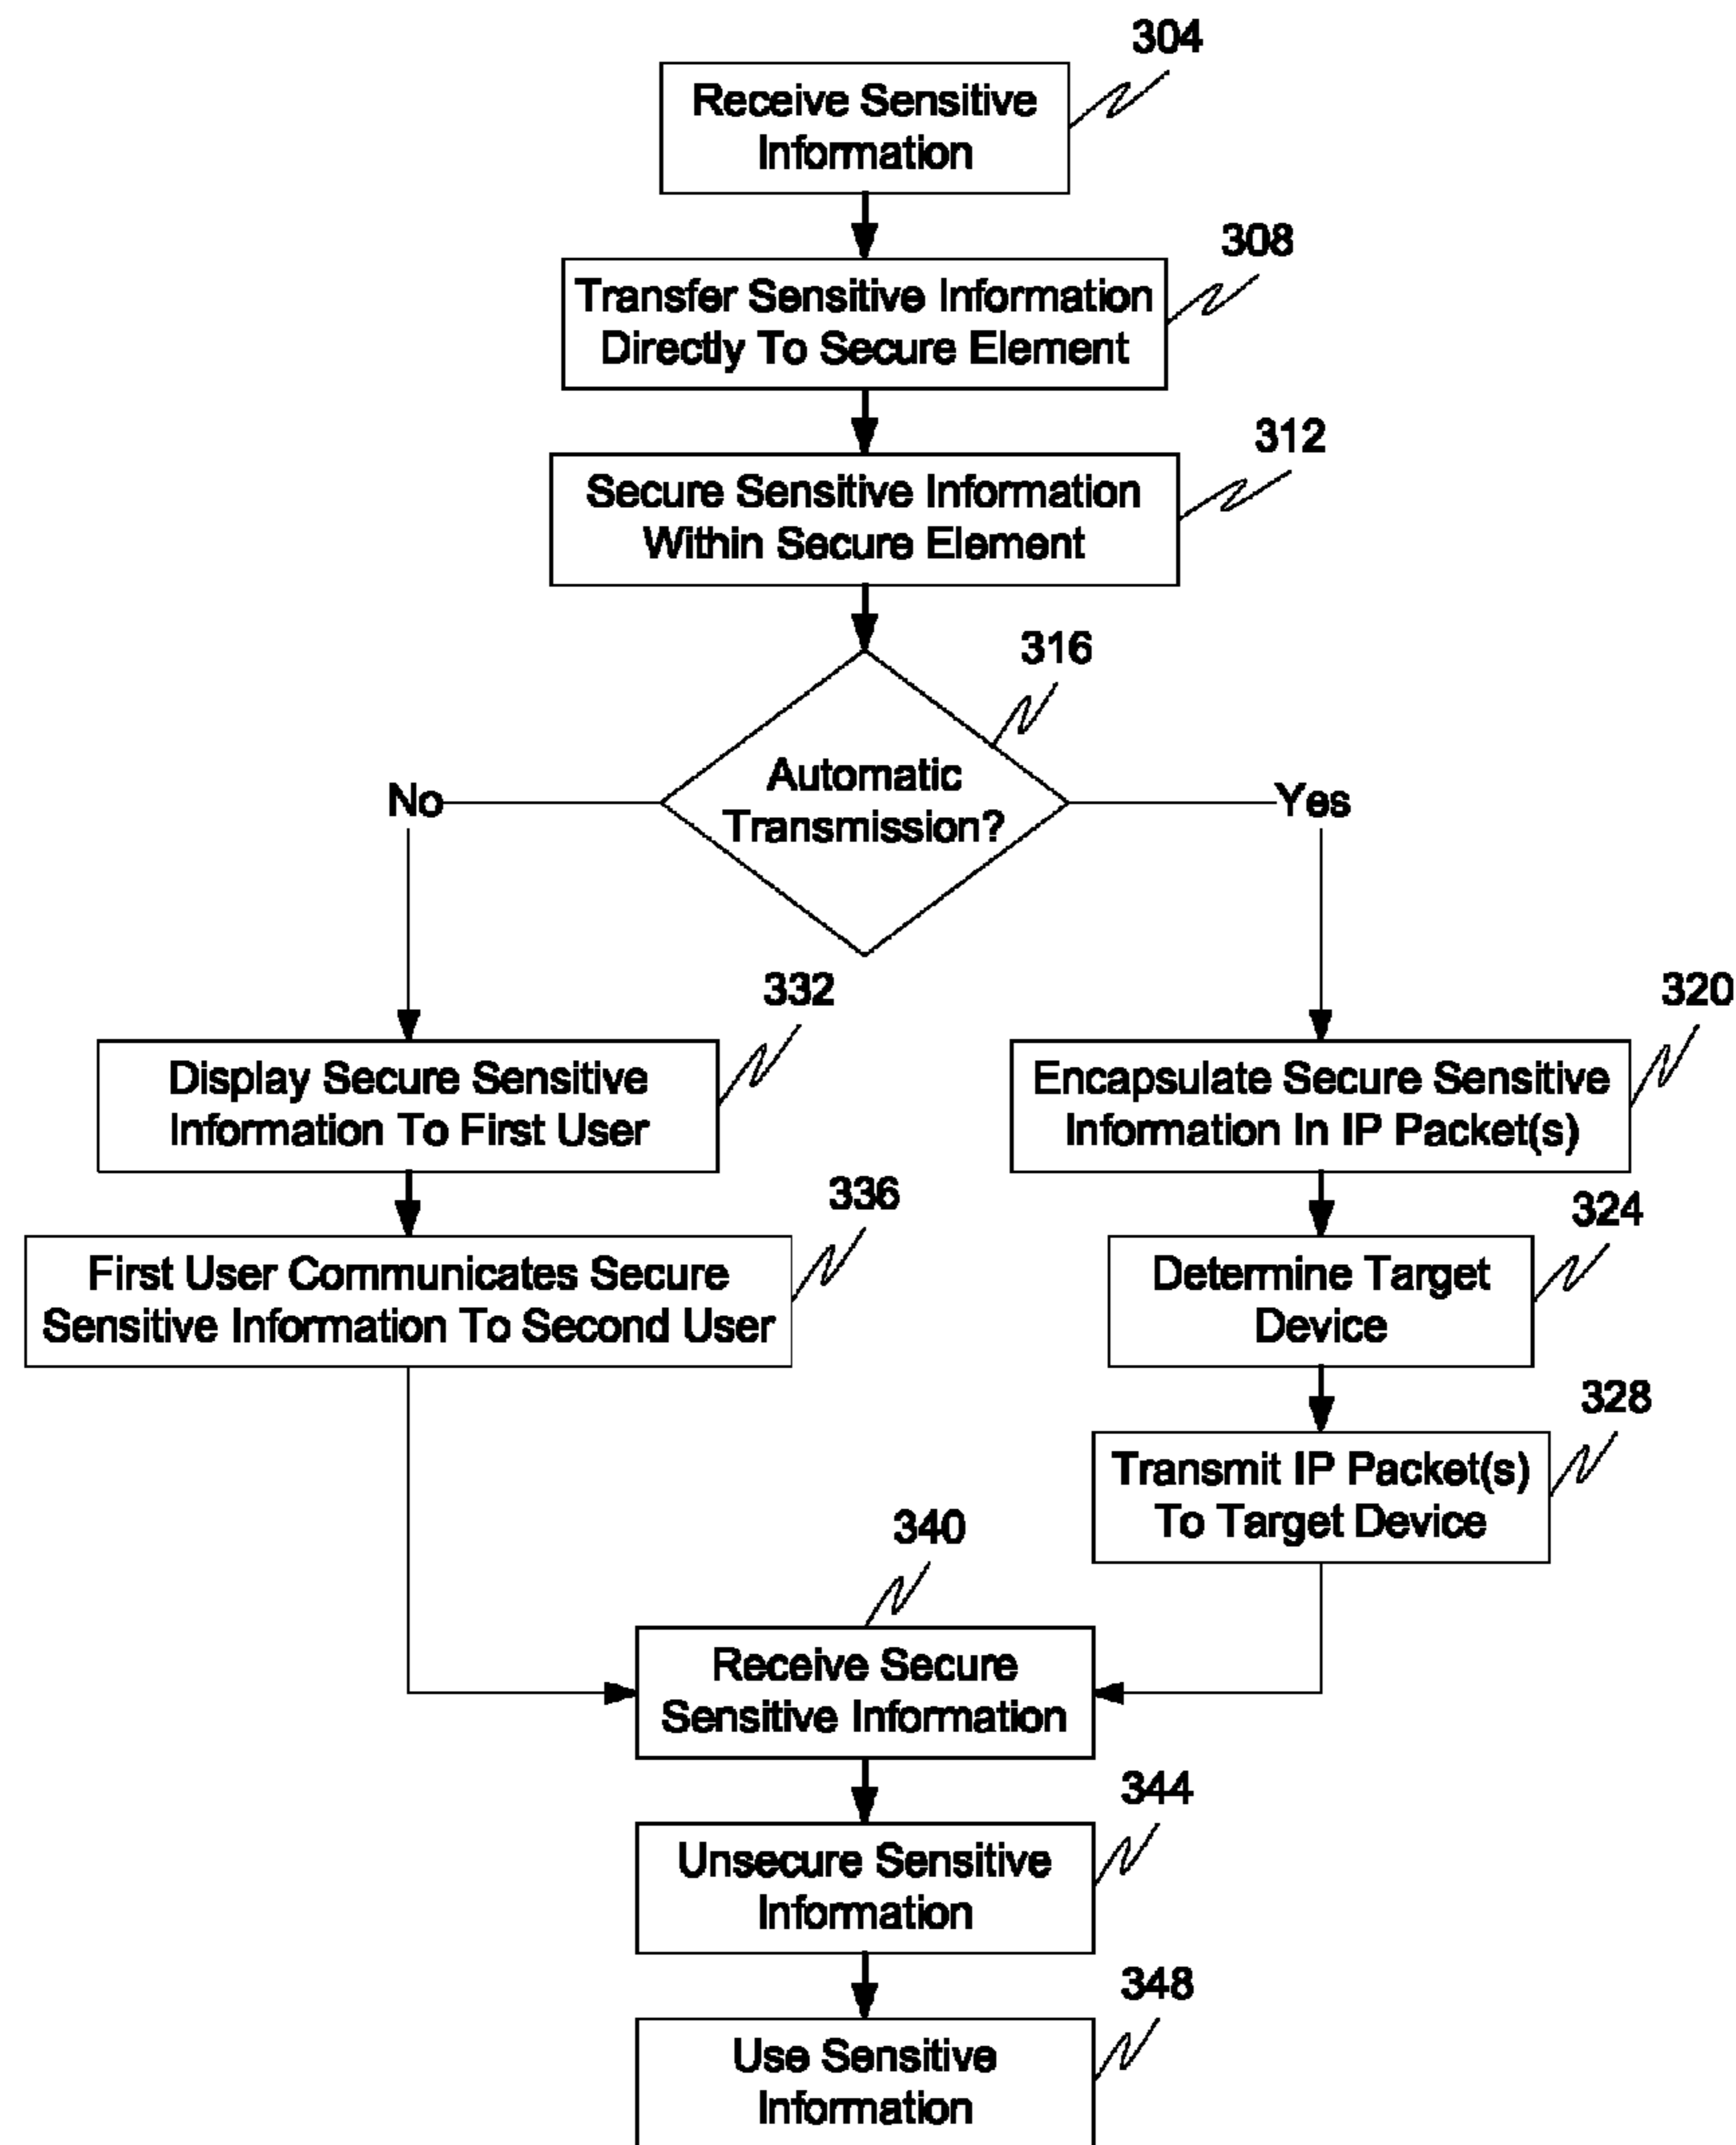 304
Receive Sensitive
Information
308
Transfer Sensitive Information
Directly To Secure Element
312
Secure Sensitive Information
Within Secure Element
316
Automatic
Transmission?
No
Yes
332
Display Secure Sensitive
Information To First User
320
Encapsulate Secure Sensitive
Information In IP Packet(s)
336
First User Communicates Secure
Sensitive Information To Second User
324
Determine Target
Device
328
Transmit IP Packet(s)
To Target Device
340
Receive Secure
Sensitive Information
344
Unsecure Sensitive
Information
348
Use Sensitive
Information